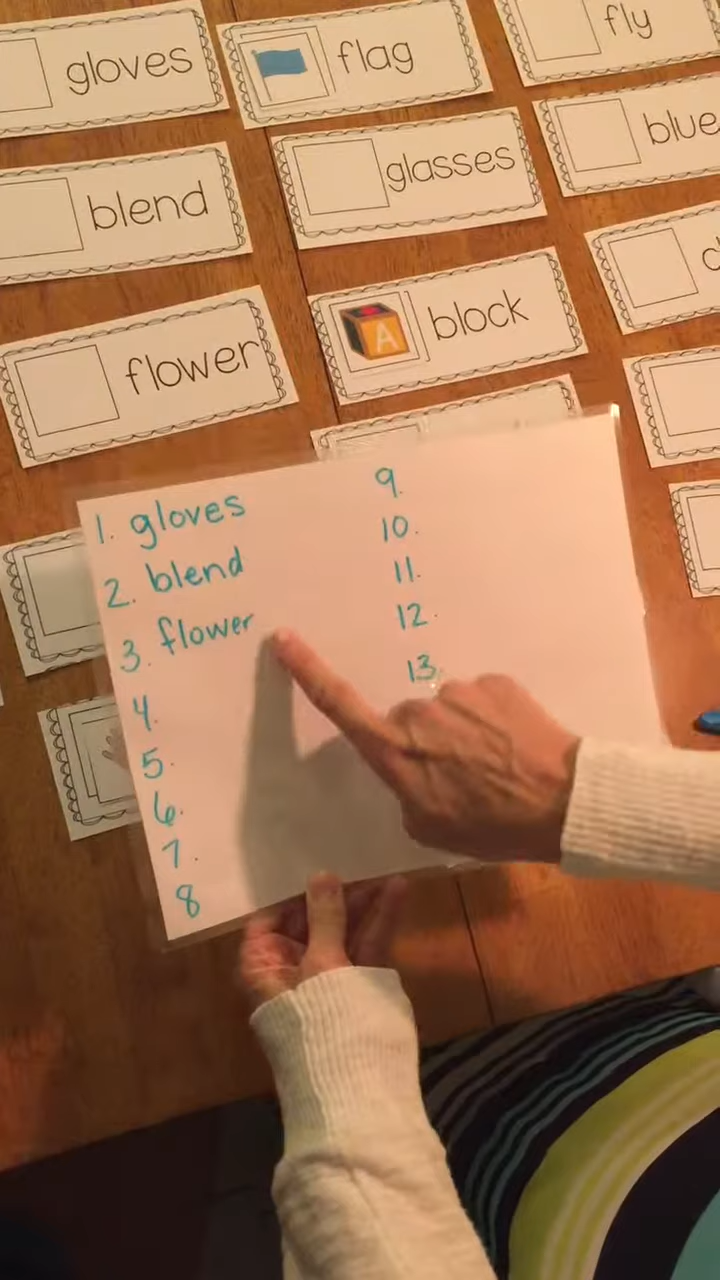 gloves
flag
fly
blend
glasses
blue
flower
block
A
1. gloves
2. blend
3. flower
4.
5.
6.
7.
8
9.
10.
11.
12.
13.